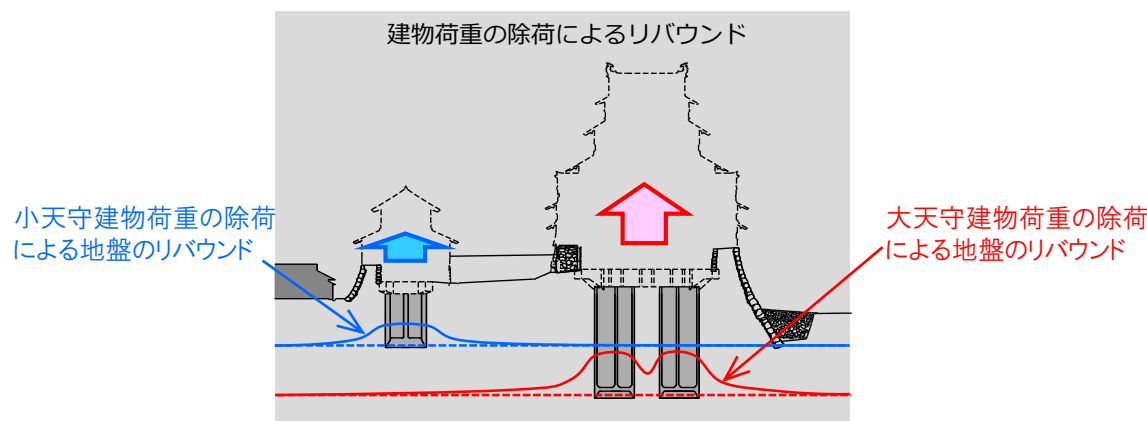 建物荷重の除荷によるリバウンド
小天守建物荷重の除荷
による地盤のリバウンド
大天守建物荷重の除荷
による地盤のリバウンド